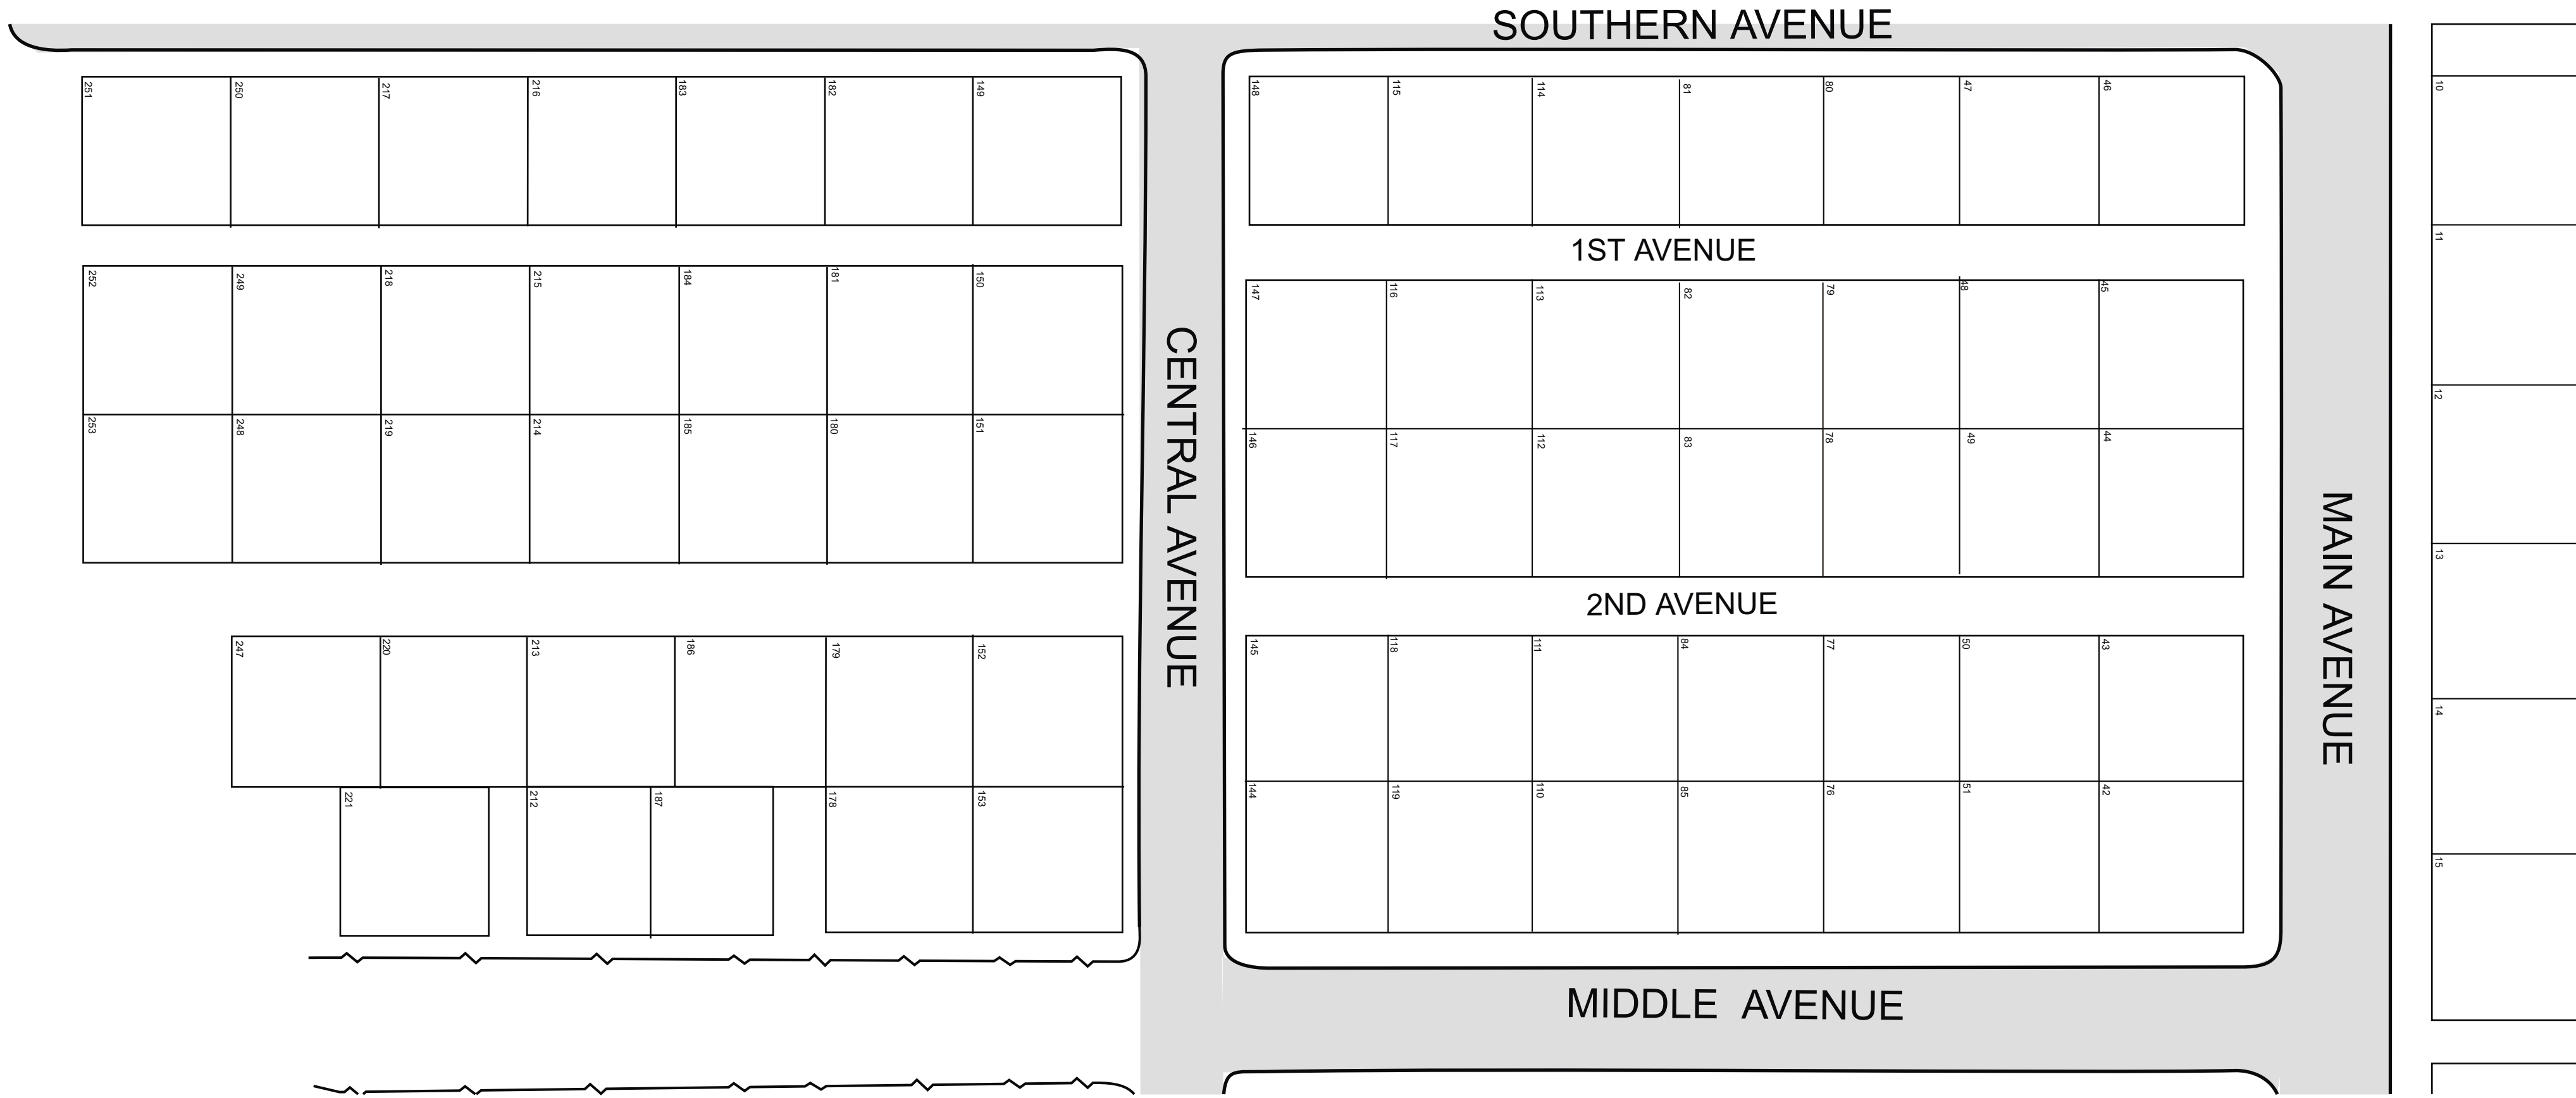 SOUTHERN AVENUE
251 250 217 216 183 182 149 148 115 114 81 80 47 46 10
1ST AVENUE
11
252 249 218 215 184 181 150 147 116 113 82 79 48 45
12
253 248 219 214 185 180 151 146 117 112 83 78 49 44
CENTRAL AVENUE
MAIN AVENUE
13
2ND AVENUE
247 220 213 186 179 152 145 118 111 84 77 50 43
14
221 212 187 178 153 144 119 110 85 76 51 42
15
MIDDLE AVENUE